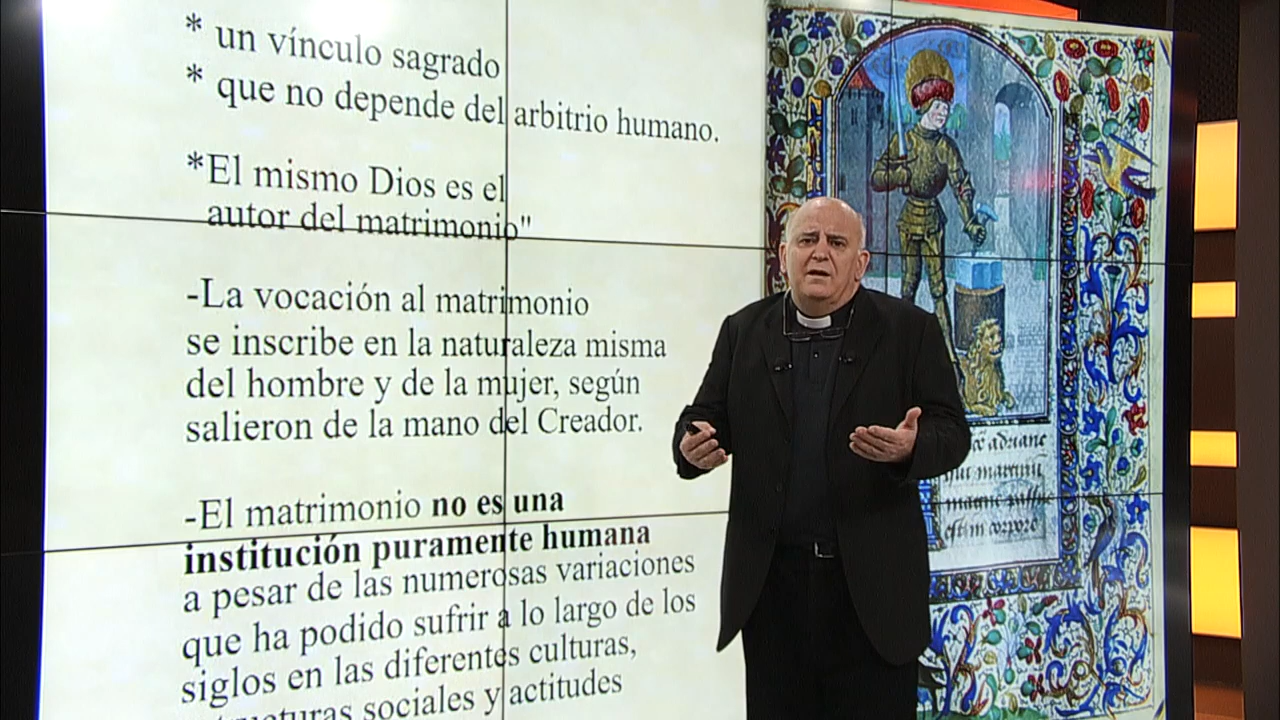 * un vínculo sagrado
* que no depende del arbitrio humano.
*El mismo Dios es el
autor del matrimonio"
-La vocación al matrimonio
se inscribe en la naturaleza misma
del hombre y de la mujer, según
salieron de la mano del Creador.
-El matrimonio no es una
institución puramente humana
a pesar de las numerosas variaciones
que ha podido sufrir a lo largo de los
siglos en las diferentes culturas,
estructuras sociales y actitudes
adriane